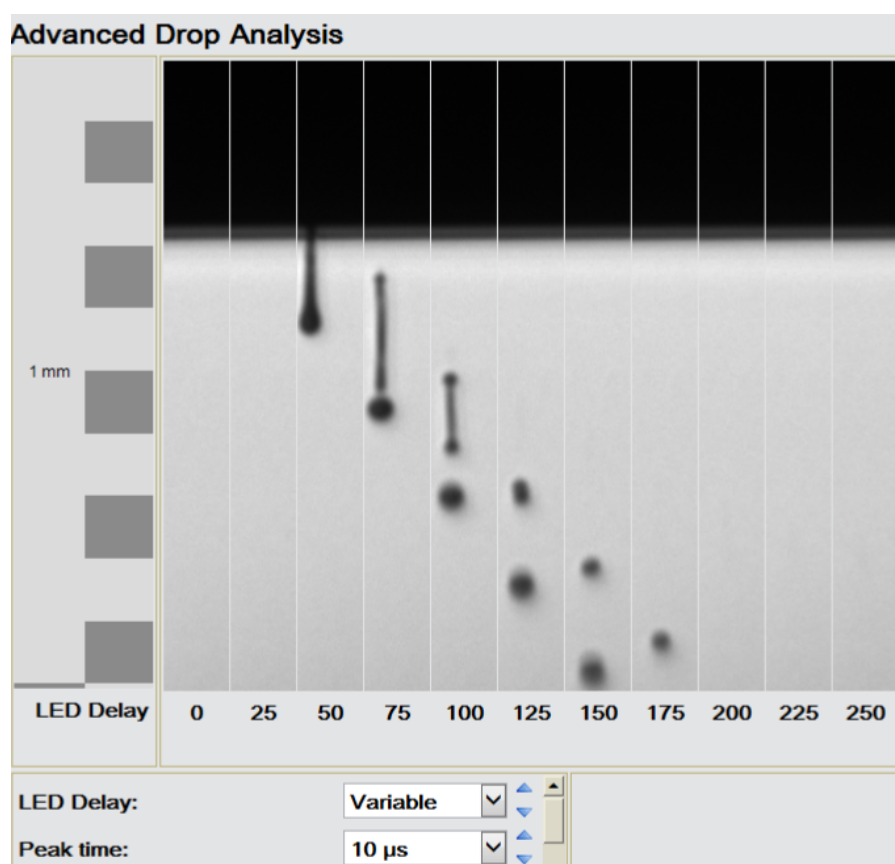 Advanced Drop Analysis
1 mm
LED Delay 0 25 50 75 100 125 150 175 200 225 250
LED Delay: Variable
Peak time: 10 µs